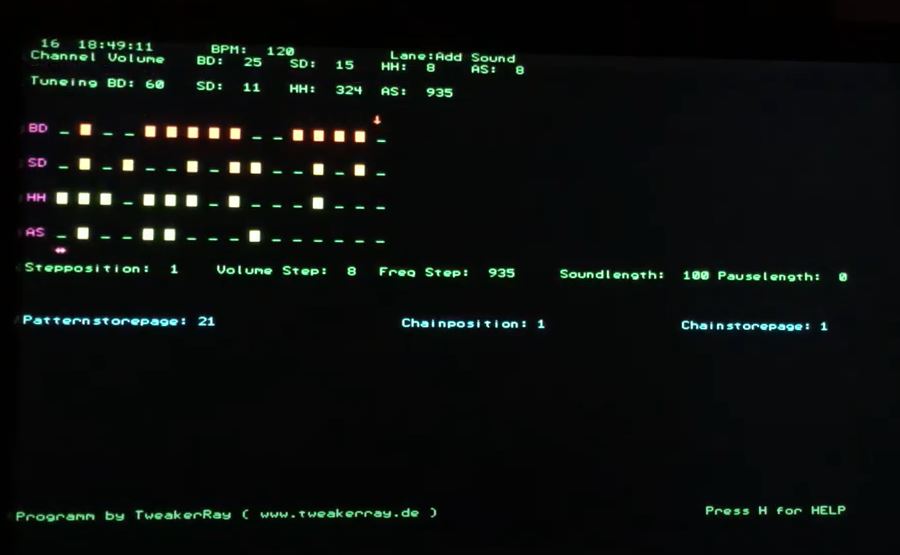 16 18:49:11 BPM: 120 Lane:Add Sound
Channel Volume BD: 25 SD: 15 HH: 8 AS: 8
Tuneing BD: 60 SD: 11 HH: 324 AS: 935
BD
SD
HH
AS
Stepposition: 1 Volume Step: 8 Freq Step: 935 Soundlength: 100 Pauselength: 0
Patternstorepage: 21 Chainposition: 1 Chainstorepage: 1
Programm by TweakerRay ( www.tweakerray.de ) Press H for HELP